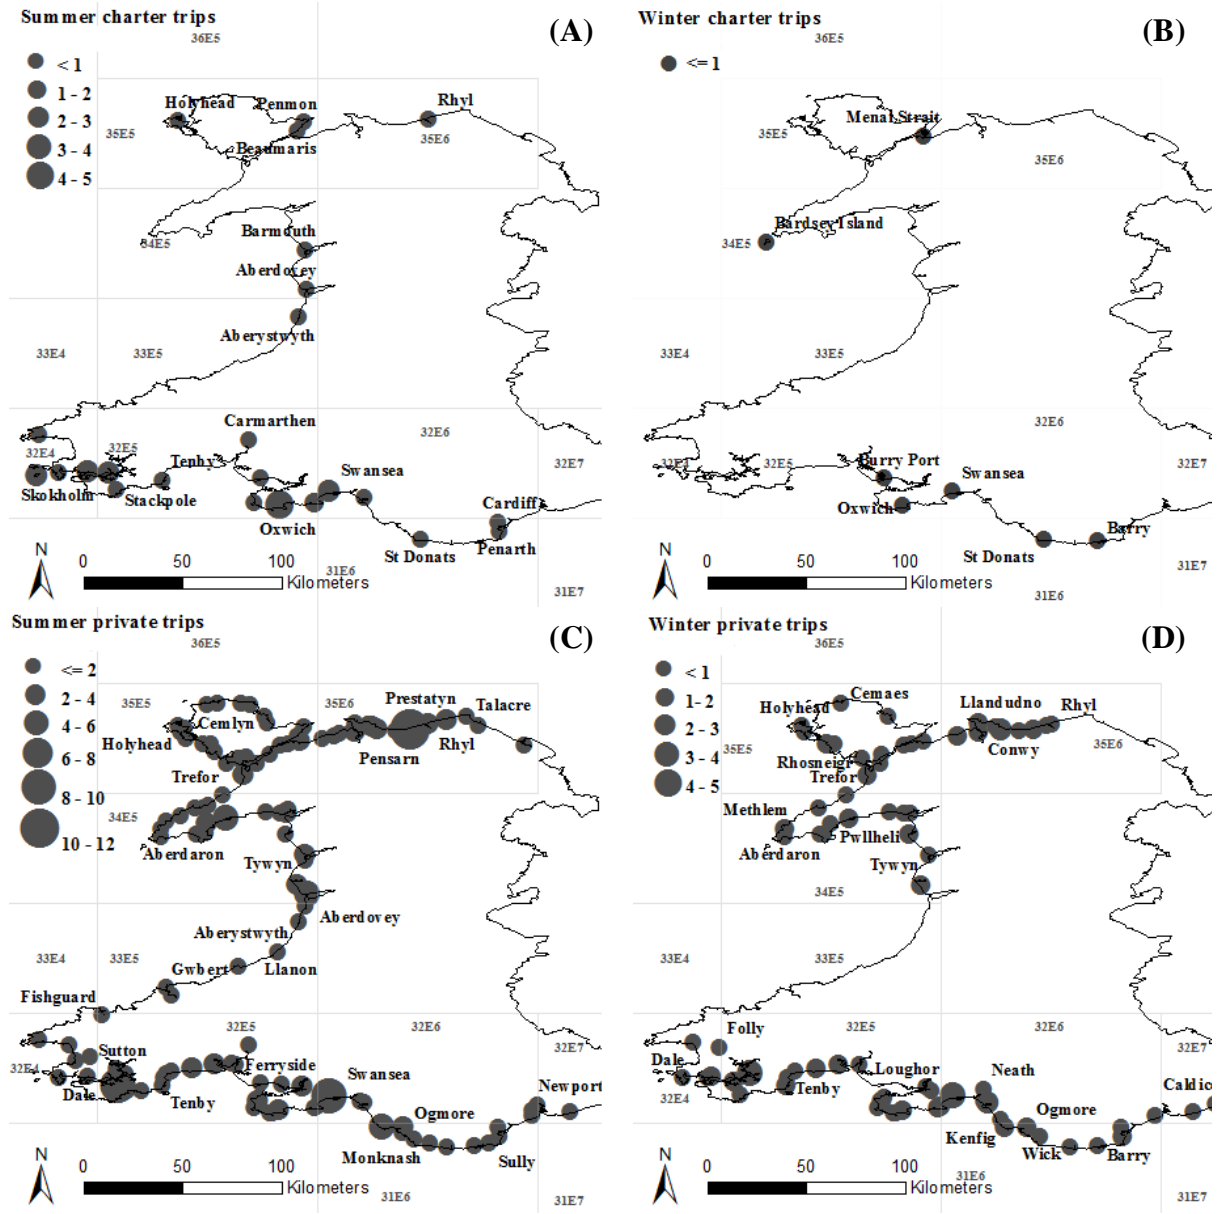 Summer charter trips
(A)
36E5
< 1
1 - 2
2 - 3
3 - 4
4 - 5
Holyhead
Penmon
Rhyl
35E5
Beaumaris
35E6
Barmouth
34E5
Aberdovey
Aberystwyth
33E4
33E5
Carmarthen
32E4
32E5
32E6
Tenby
Swansea
32E7
Skokholm
Stackpole
Oxwich
Cardiff
St Donats
Penarth
N
0
50
100
Kilometers
31E6
31E7
Winter charter trips
(B)
36E5
<= 1
Menai Strait
35E5
35E6
Bardsey Island
34E5
33E4
33E5
32E6
32E4
32E5
Burry Port
Swansea
32E7
Oxwich
St Donats
Barry
N
0
50
100
Kilometers
31E6
31E7
Summer private trips
(C)
36E5
<= 2
2 - 4
4 - 6
6 - 8
8 - 10
10 - 12
35E5
35E6
Prestatyn
Talacre
Cemlyn
Holyhead
Rhyl
Pensarn
Trefor
34E5
Aberdaron
Tywyn
Aberdovey
Aberystwyth
33E4
33E5
Gwbert
Llanon
Fishguard
32E5
32E6
Sutton
32E7
32E4
Ferryside
Swansea
Dale
Tenby
Newport
Ogmore
Monknash
Sully
N
0
50
100
Kilometers
31E6
31E7
Winter private trips
(D)
36E5
< 1
1 - 2
2 - 3
3 - 4
4 - 5
Cemaes
Holyhead
Llandudno
Rhyl
35E5
Conwy
35E6
Rhosneigr
Trefor
Methlem
Pwllheli
Aberdaron
Tywyn
34E5
33E4
33E5
Folly
32E5
32E6
32E7
Dale
Loughor
Neath
Tenby
32E4
Caldic
Ogmore
Kenfig
Wick
Barry
N
0
50
100
Kilometers
31E6
31E7